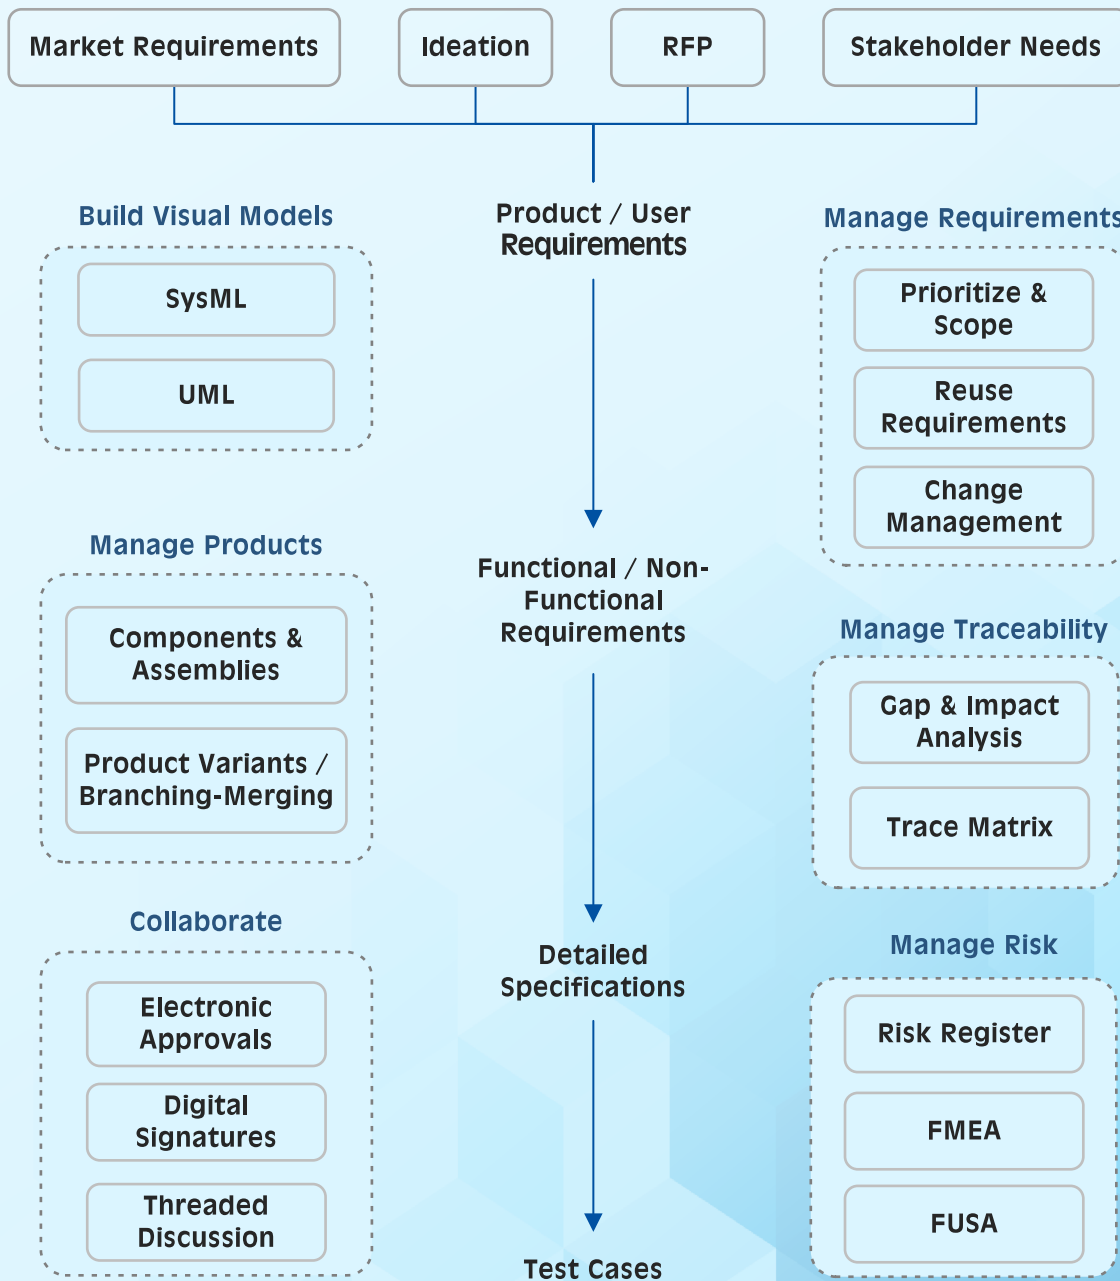 Market Requirements
Ideation
RFP
Stakeholder Needs
Build Visual Models
SysML
UML
Manage Products
Components &
Assemblies
Product Variants /
Branching-Merging
Collaborate
Electronic
Approvals
Digital
Signatures
Threaded
Discussion
Product / User
Requirements
Functional / Non-
Functional
Requirements
Detailed
Specifications
Test Cases
Manage Requirements
Prioritize &
Scope
Reuse
Requirements
Change
Management
Manage Traceability
Gap & Impact
Analysis
Trace Matrix
Manage Risk
Risk Register
FMEA
FUSA